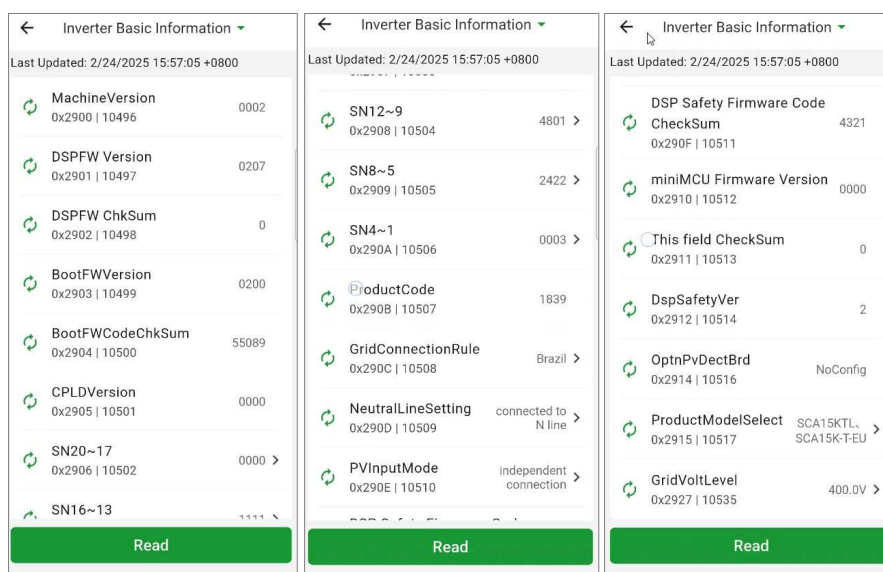 Inverter Basic Information
Last Updated: 2/24/2025 15:57:05 +0800
MachineVersion
0x2900 | 10496
0002
DSPFW Version
0x2901 | 10497
0207
DSPFW ChkSum
0x2902 | 10498
0
BootFWVersion
0x2903 | 10499
0200
BootFWCodeChkSum
0x2904 | 10500
55089
CPLDVersion
0x2905 | 10501
0000
SN20~17
0x2906 | 10502
0000
SN16~13
1111
Read
Inverter Basic Information
Last Updated: 2/24/2025 15:57:05 +0800
SN12~9
0x2908 | 10504
4801
SN8~5
0x2909 | 10505
2422
SN4~1
0x290A | 10506
0003
ProductCode
0x290B | 10507
1839
GridConnectionRule
0x290C | 10508
Brazil
NeutralLineSetting
0x290D | 10509
connected to
N line
PVInputMode
0x290E | 10510
independent
connection
Read
Inverter Basic Information
Last Updated: 2/24/2025 15:57:05 +0800
DSP Safety Firmware Code
CheckSum
0x290F | 10511
4321
miniMCU Firmware Version
0x2910 | 10512
0000
This field CheckSum
0x2911 | 10513
0
DspSafetyVer
0x2912 | 10514
2
OptnPvDectBrd
0x2914 | 10516
NoConfig
ProductModelSelect
0x2915 | 10517
SCA15KTL、
SCA15K-T-EU
GridVoltLevel
0x2927 | 10535
400.0V
Read